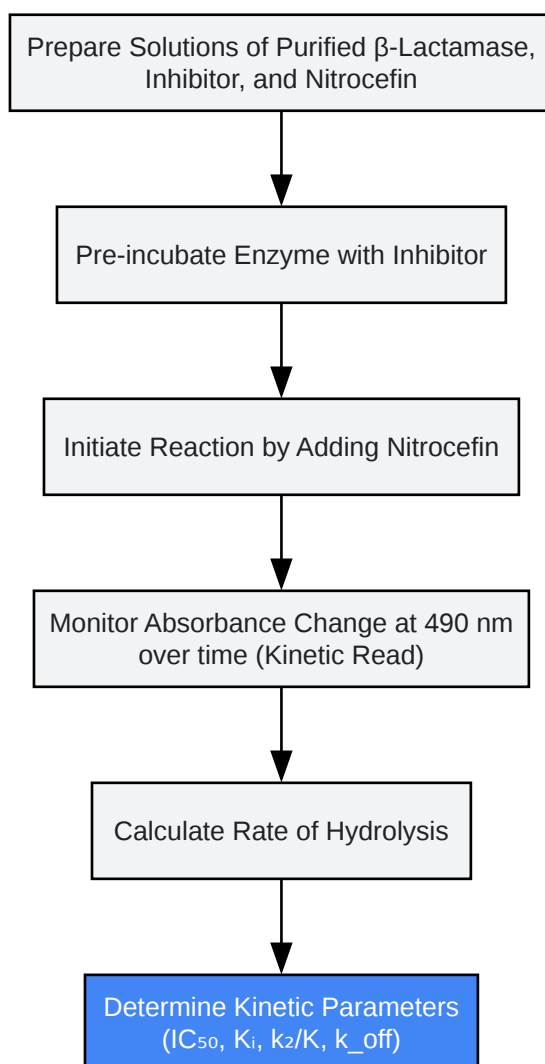 Prepare Solutions of Purified β-Lactamase,
Inhibitor, and Nitrocefin
Pre-incubate Enzyme with Inhibitor
Initiate Reaction by Adding Nitrocefin
Monitor Absorbance Change at 490 nm
over time (Kinetic Read)
Calculate Rate of Hydrolysis
Determine Kinetic Parameters
(IC₅₀, Kᵢ, k₂/K, k_off)